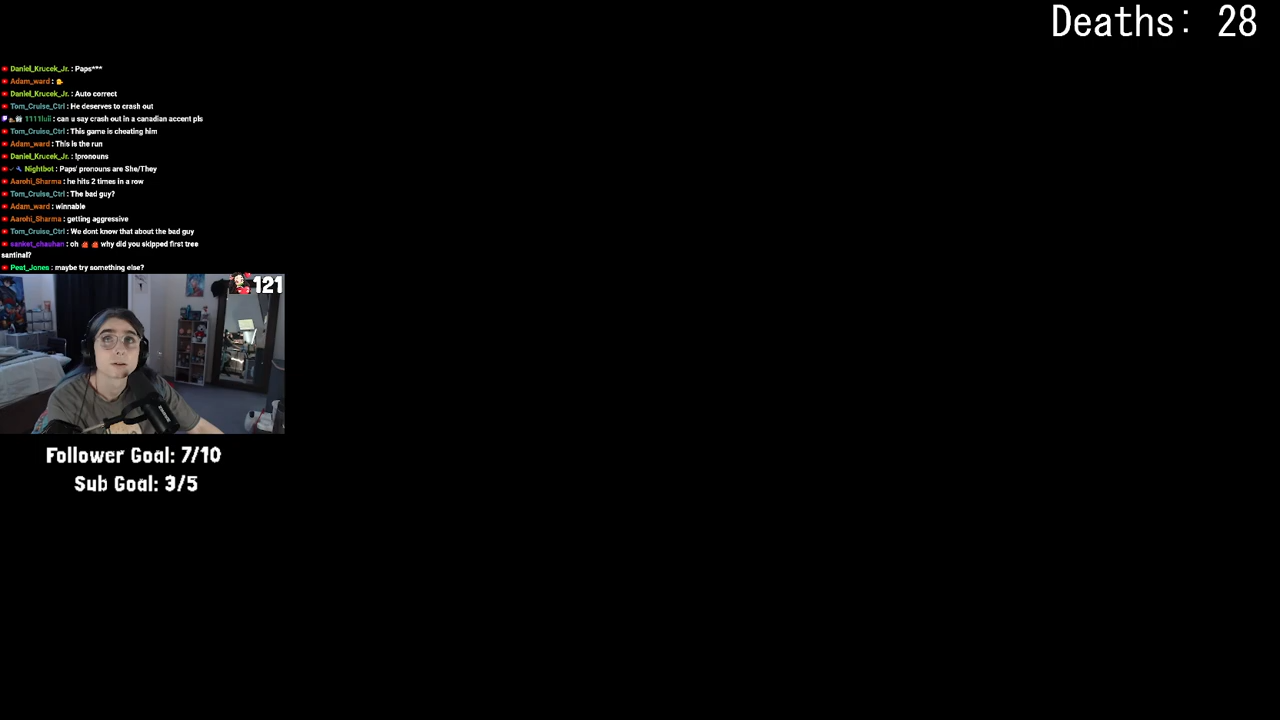 Deaths: 28
Daniel_Krucek_Jr. : Paps***
Adam_ward :
Daniel_Krucek_Jr. : Auto correct
Tom_Cruise_Ctrl : He deserves to crash out
1111luii : can u say crash out in a canadian accent pls
Tom_Cruise_Ctrl : This game is cheating him
Adam_ward : This is the run
Daniel_Krucek_Jr. : !pronouns
Nightbot : Paps' pronouns are She/They
Aarohi_Sharma : he hits 2 times in a row
Tom_Cruise_Ctrl : The bad guy?
Adam_ward : winnable
Aarohi_Sharma : getting aggressive
Tom_Cruise_Ctrl : We dont know that about the bad guy
sanket_chauhan : oh why did you skipped first tree
santinal?
Peat_Jones : maybe try something else?
121
Follower Goal: 7/10
Sub Goal: 3/5